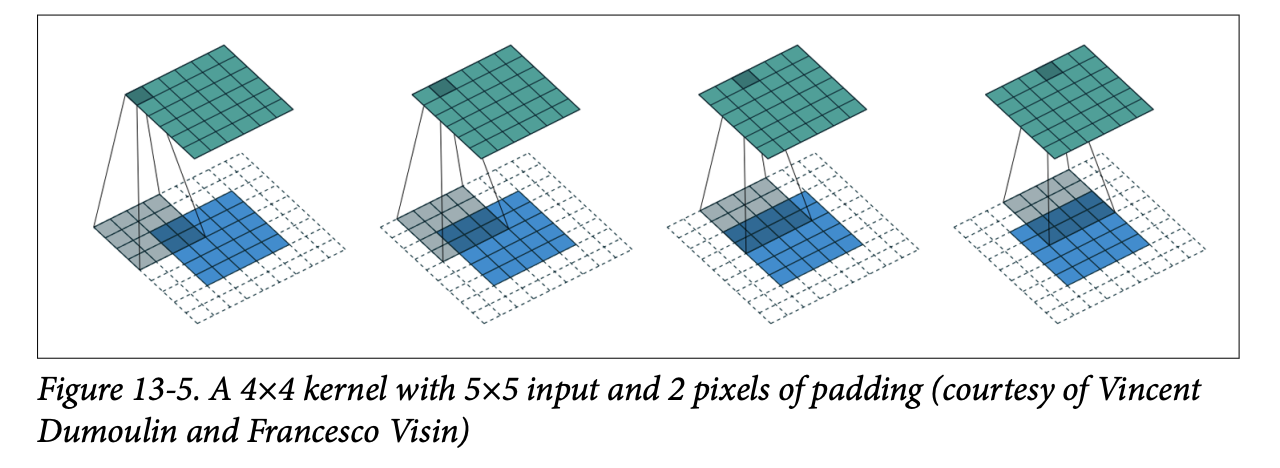 Figure 13-5. A 4×4 kernel with 5×5 input and 2 pixels of padding (courtesy of Vincent
Dumoulin and Francesco Visin)